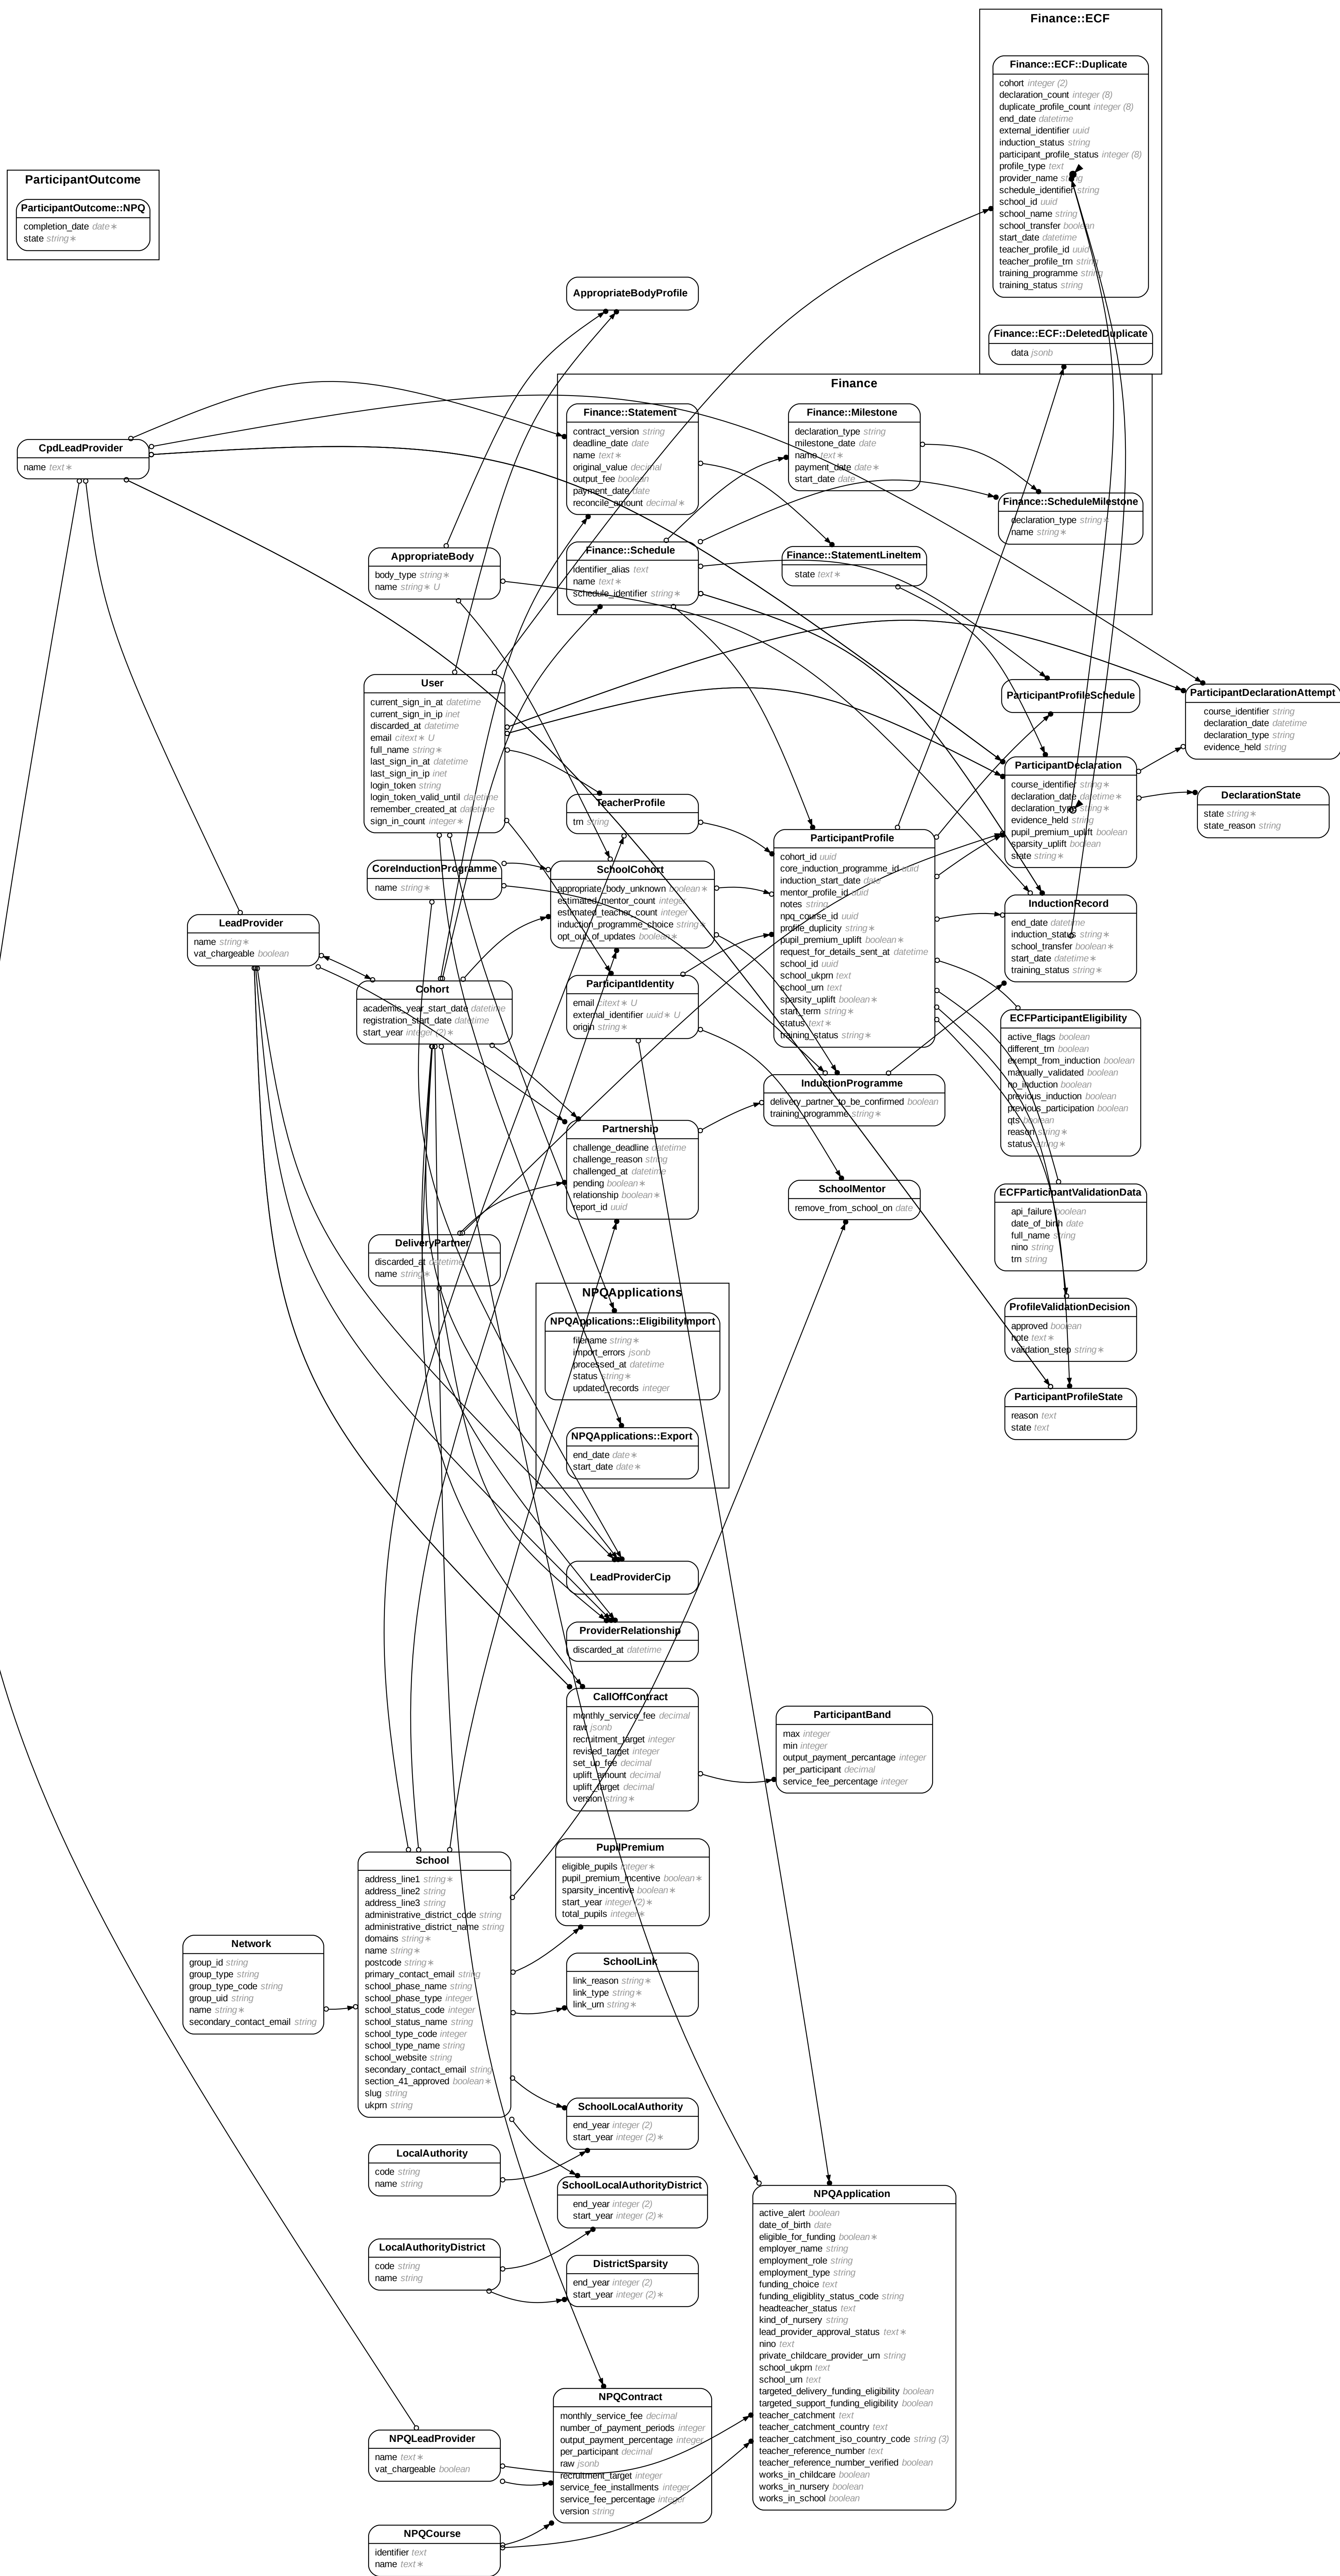 Finance::ECF
Finance::ECF::Duplicate
cohort integer (2)
declaration_count integer (8)
duplicate_profile_count integer (8)
end_date datetime
external_identifier uuid
induction_status string
participant_profile_status integer (8)
profile_type text
provider_name string
schedule_identifier string
school_id uuid
school_name string
school_transfer boolean
start_date datetime
teacher_profile_id uuid
teacher_profile_trn string
training_programme string
training_status string
Finance::ECF::DeletedDuplicate
data jsonb
ParticipantOutcome
ParticipantOutcome::NPQ
completion_date date ∗
state string ∗
AppropriateBodyProfile
Finance
Finance::Statement
contract_version string
deadline_date date
name text ∗
original_value decimal
output_fee boolean
payment_date date
reconcile_amount decimal ∗
Finance::Milestone
declaration_type string
milestone_date date
name text ∗
payment_date date ∗
start_date date
Finance::ScheduleMilestone
declaration_type string ∗
name string ∗
Finance::Schedule
identifier_alias text
name text ∗
schedule_identifier string ∗
Finance::StatementLineItem
state text ∗
CpdLeadProvider
name text ∗
AppropriateBody
body_type string ∗
name string ∗ U
User
current_sign_in_at datetime
current_sign_in_ip inet
discarded_at datetime
email citext ∗ U
full_name string ∗
last_sign_in_at datetime
last_sign_in_ip inet
login_token string
login_token_valid_until datetime
remember_created_at datetime
sign_in_count integer ∗
ParticipantProfileSchedule
ParticipantDeclarationAttempt
course_identifier string
declaration_date datetime
declaration_type string
evidence_held string
ParticipantDeclaration
course_identifier string ∗
declaration_date datetime ∗
declaration_type string ∗
evidence_held string
pupil_premium_uplift boolean
sparsity_uplift boolean
state string ∗
DeclarationState
state string ∗
state_reason string
TeacherProfile
trn string
ParticipantProfile
cohort_id uuid
core_induction_programme_id uuid
induction_start_date date
mentor_profile_id uuid
notes string
npq_course_id uuid
profile_duplicity string ∗
pupil_premium_uplift boolean ∗
request_for_details_sent_at datetime
school_id uuid
school_ukprn text
school_urn text
sparsity_uplift boolean ∗
start_term string ∗
status text ∗
training_status string ∗
CoreInductionProgramme
name string ∗
SchoolCohort
appropriate_body_unknown boolean ∗
estimated_mentor_count integer
estimated_teacher_count integer
induction_programme_choice string ∗
opt_out_of_updates boolean ∗
InductionRecord
end_date datetime
induction_status string ∗
school_transfer boolean ∗
start_date datetime ∗
training_status string ∗
LeadProvider
name string ∗
vat_chargeable boolean
Cohort
academic_year_start_date datetime
registration_start_date datetime
start_year integer (2) ∗
ParticipantIdentity
email citext ∗ U
external_identifier uuid ∗ U
origin string ∗
ECFParticipantEligibility
active_flags boolean
different_trn boolean
exempt_from_induction boolean
manually_validated boolean
no_induction boolean
previous_induction boolean
previous_participation boolean
qts boolean
reason string ∗
status string ∗
InductionProgramme
delivery_partner_to_be_confirmed boolean
training_programme string ∗
Partnership
challenge_deadline datetime
challenge_reason string
challenged_at datetime
pending boolean ∗
relationship boolean ∗
report_id uuid
SchoolMentor
remove_from_school_on date
ECFParticipantValidationData
api_failure boolean
date_of_birth date
full_name string
nino string
trn string
DeliveryPartner
discarded_at datetime
name string ∗
NPQApplications
NPQApplications::EligibilityImport
filename string ∗
import_errors jsonb
processed_at datetime
status string ∗
updated_records integer
NPQApplications::Export
end_date date ∗
start_date date ∗
ProfileValidationDecision
approved boolean
note text ∗
validation_step string ∗
ParticipantProfileState
reason text
state text
LeadProviderCip
ProviderRelationship
discarded_at datetime
CallOffContract
monthly_service_fee decimal
raw jsonb
recruitment_target integer
revised_target integer
set_up_fee decimal
uplift_amount decimal
uplift_target decimal
version string ∗
ParticipantBand
max integer
min integer
output_payment_percantage integer
per_participant decimal
service_fee_percentage integer
PupilPremium
eligible_pupils integer ∗
pupil_premium_incentive boolean ∗
sparsity_incentive boolean ∗
start_year integer (2) ∗
total_pupils integer ∗
School
address_line1 string ∗
address_line2 string
address_line3 string
administrative_district_code string
administrative_district_name string
domains string ∗
name string ∗
postcode string ∗
primary_contact_email string
school_phase_name string
school_phase_type integer
school_status_code integer
school_status_name string
school_type_code integer
school_type_name string
school_website string
secondary_contact_email string
section_41_approved boolean ∗
slug string
ukprn string
Network
group_id string
group_type string
group_type_code string
group_uid string
name string ∗
secondary_contact_email string
SchoolLink
link_reason string ∗
link_type string ∗
link_urn string ∗
SchoolLocalAuthority
end_year integer (2)
start_year integer (2) ∗
LocalAuthority
code string
name string
SchoolLocalAuthorityDistrict
end_year integer (2)
start_year integer (2) ∗
LocalAuthorityDistrict
code string
name string
DistrictSparsity
end_year integer (2)
start_year integer (2) ∗
NPQApplication
active_alert boolean
date_of_birth date
eligible_for_funding boolean ∗
employer_name string
employment_role string
employment_type string
funding_choice text
funding_eligiblity_status_code string
headteacher_status text
kind_of_nursery string
lead_provider_approval_status text ∗
nino text
private_childcare_provider_urn string
school_ukprn text
school_urn text
targeted_delivery_funding_eligibility boolean
targeted_support_funding_eligibility boolean
teacher_catchment text
teacher_catchment_country text
teacher_catchment_iso_country_code string (3)
teacher_reference_number text
teacher_reference_number_verified boolean
works_in_childcare boolean
works_in_nursery boolean
works_in_school boolean
NPQContract
monthly_service_fee decimal
number_of_payment_periods integer
output_payment_percentage integer
per_participant decimal
raw jsonb
recruitment_target integer
service_fee_installments integer
service_fee_percentage integer
version string
NPQLeadProvider
name text ∗
vat_chargeable boolean
NPQCourse
identifier text
name text ∗